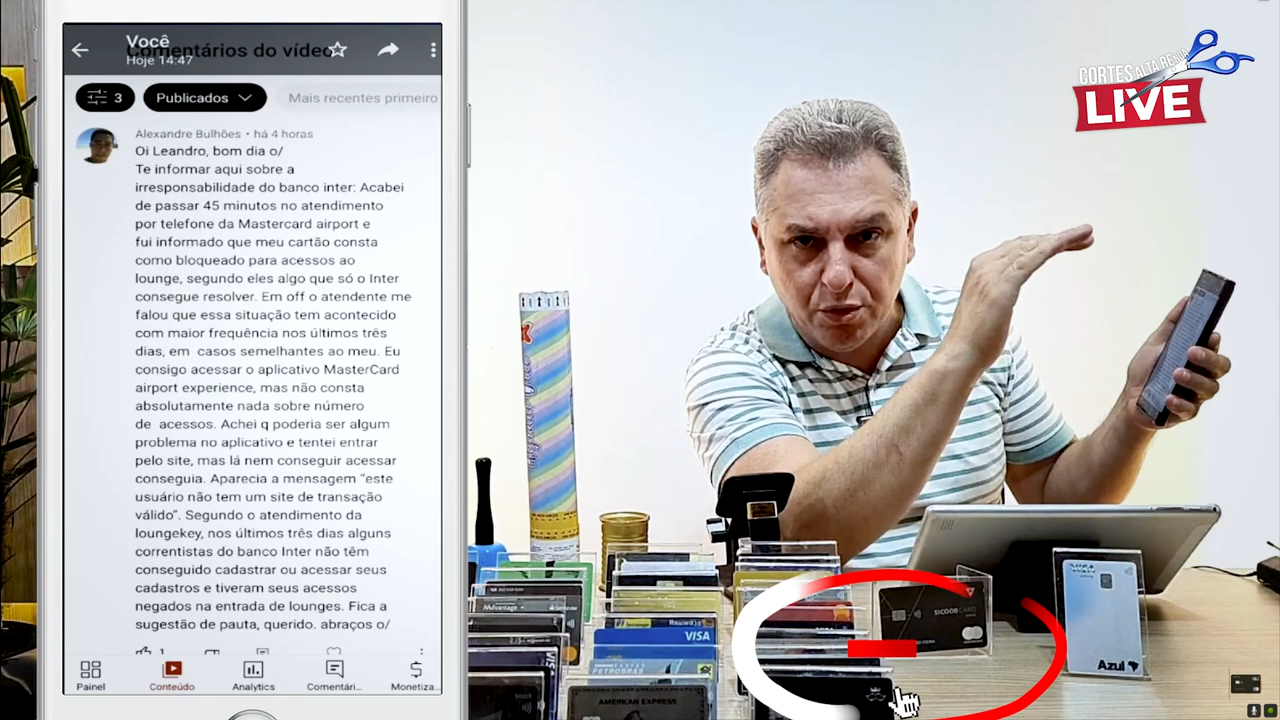 Você
Comentários do vídeo
Hoje 14:47
3
Publicados
Mais recentes primeiro
Alexandre Bulhões • há 4 horas
Oi Leandro, bom dia o/
Te informar aqui sobre a
irresponsabilidade do banco inter: Acabei
de passar 45 minutos no atendimento
por telefone da Mastercard airport e
fui informado que meu cartão consta
como bloqueado para acessos ao
lounge, segundo eles algo que só o Inter
consegue resolver. Em off o atendente me
falou que essa situação tem acontecido
com maior frequência nos últimos três
dias, em casos semelhantes ao meu. Eu
consigo acessar o aplicativo MasterCard
airport experience, mas não consta
absolutamente nada sobre número
de acessos. Achei q poderia ser algum
problema no aplicativo e tentei entrar
pelo site, mas lá nem conseguir acessar
conseguia. Aparecia a mensagem "este
usuário não tem um site de transação
válido". Segundo o atendimento da
loungekey, nos últimos três dias alguns
correntistas do banco Inter não têm
conseguido cadastrar ou acessar seus
cadastros e tiveram seus acessos
negados na entrada de lounges. Fica a
sugestão de pauta, querido. abraços o/
Painel
Conteúdo
Analytics
Comentári...
Monetiza...
CORTES ALTA RENDA
LIVE
SICOOBCARD
VISA
AAdvantage
VISA
PETROBRAS
AMERICAN EXPRESS
Azul